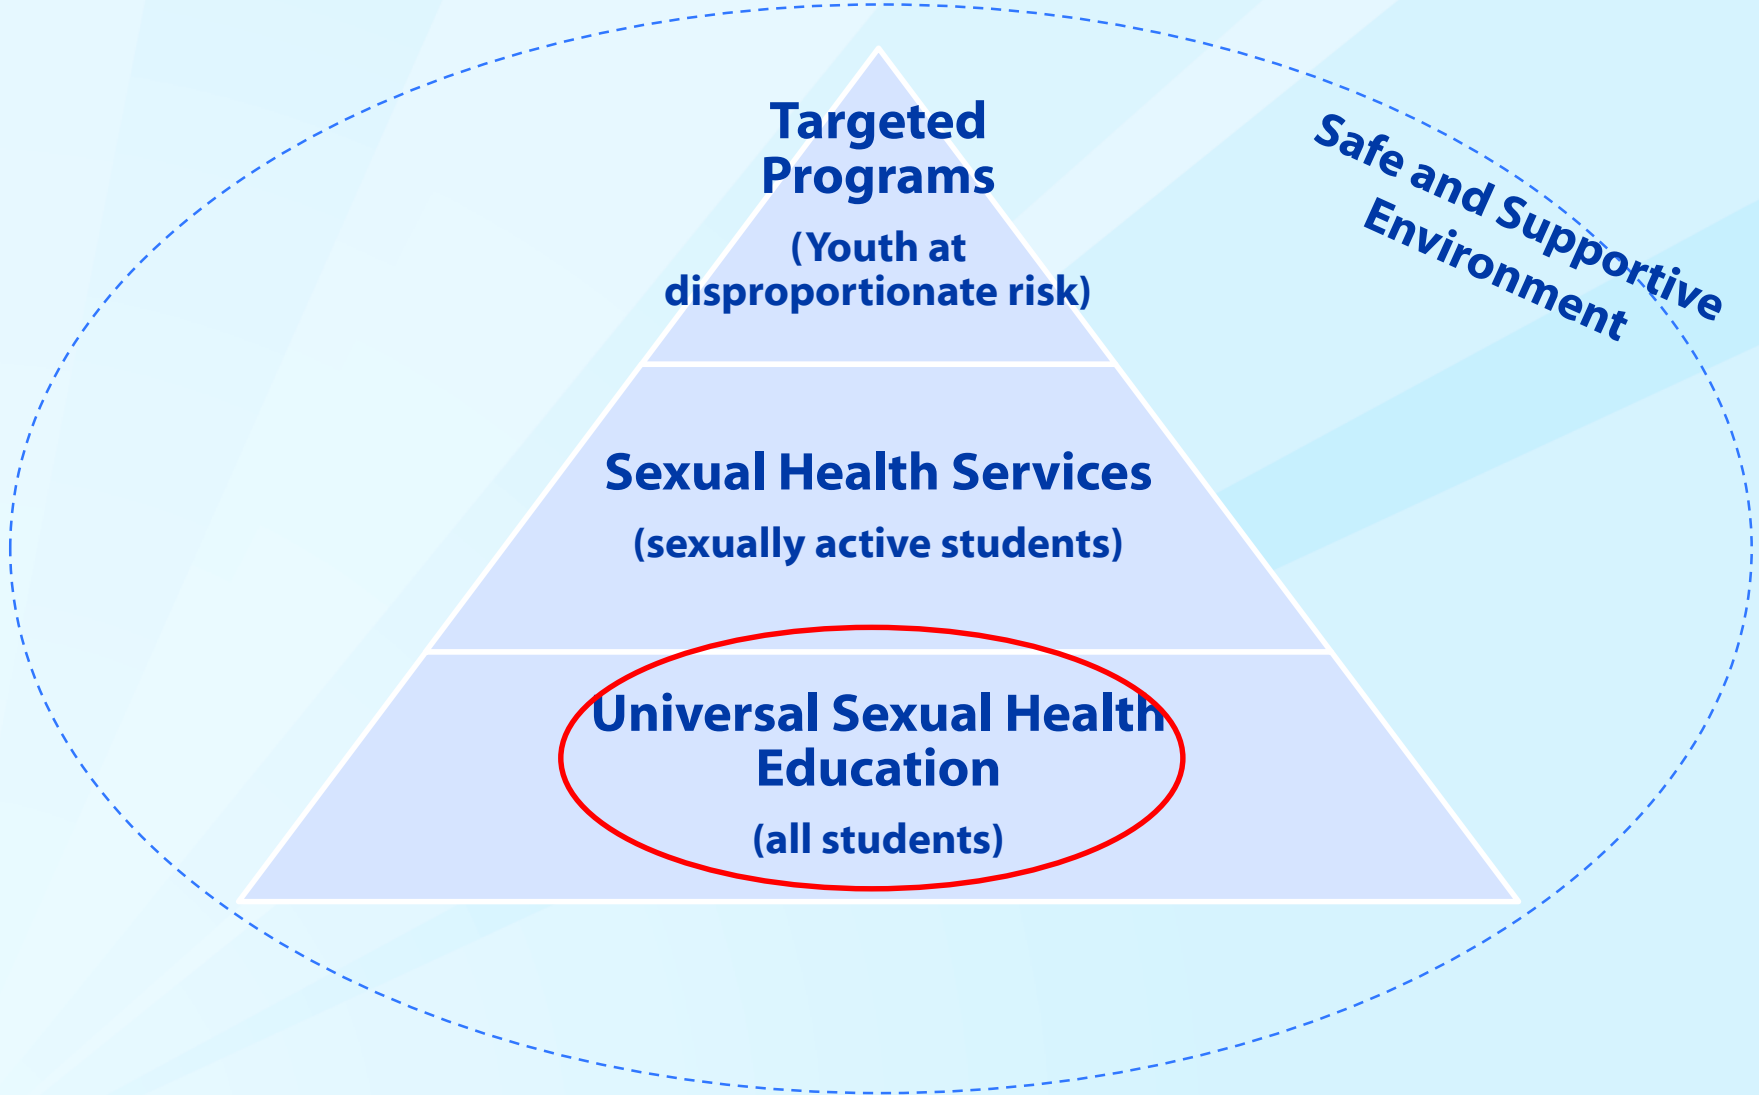 Targeted
Programs
(Youth at
disproportionate risk)
Safe and Supportive
Environment
Sexual Health Services
(sexually active students)
Universal Sexual Health
Education
(all students)